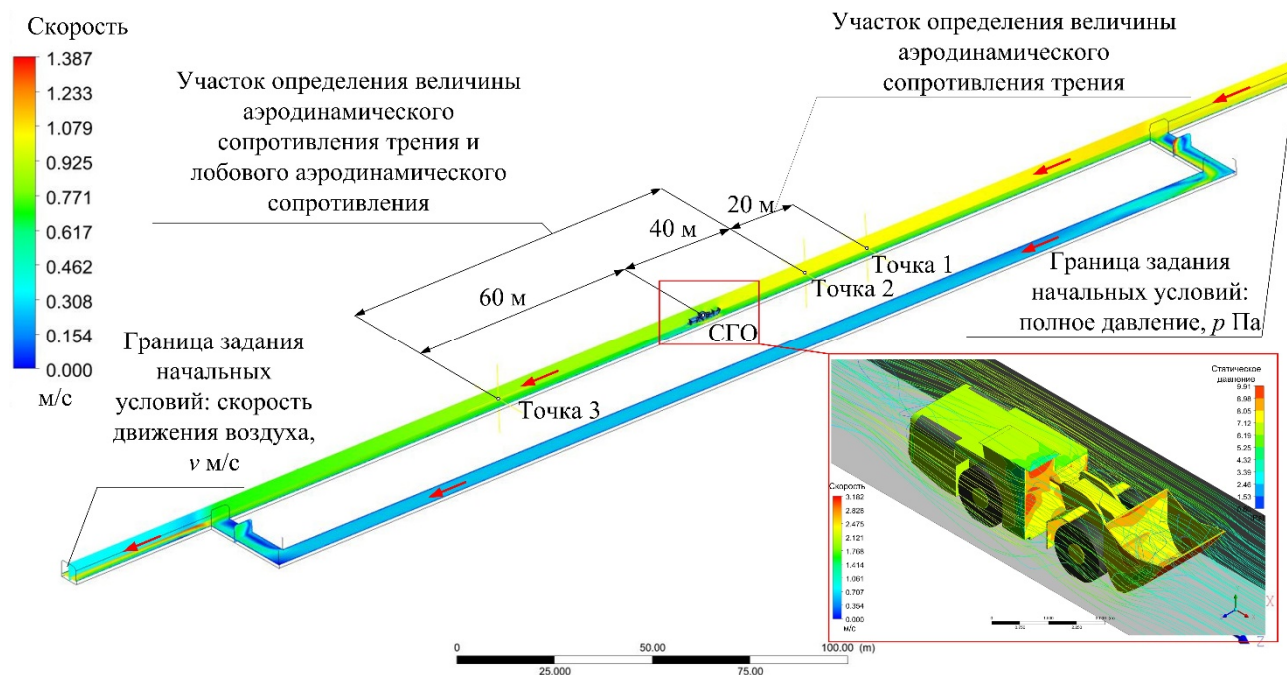 Скорость
1.387
1.233
1.079
0.925
0.771
0.617
0.462
0.308
0.154
0.000
м/с
Участок определения величины
аэродинамического
сопротивления трения и
лобового аэродинамического
сопротивления
Участок определения величины
аэродинамического
сопротивления трения
20 м
40 м
60 м
Точка 1
Точка 2
СГО
Точка 3
Граница задания
начальных условий:
полное давление, p Па
Граница задания
начальных
условий: скорость
движения воздуха,
v м/с
Статическое
давление
9.91
8.98
8.05
7.12
6.19
5.25
4.32
3.39
2.46
1.53
Скорость
3.182
2.828
2.475
2.121
1.768
1.414
1.061
0.707
0.354
0.000
м/с
X
Z
0.00
50.00
100.00 (m)
25.000
75.00